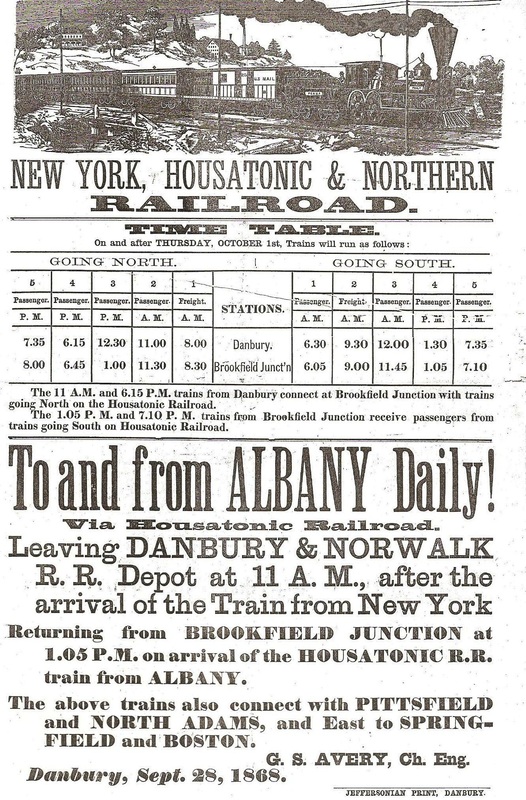 U.S. MAIL
NEW YORK, HOUSATONIC & NORTHERN
RAILROAD.
TIME TABLE.
On and after THURSDAY, OCTOBER 1st, Trains will run as follows:
GOING NORTH. GOING SOUTH.
5 4 3 2 1 STATIONS. 1 2 3 4 5
Passenger. Passenger. Passenger. Passenger. Freight. Passenger. Freight. Passenger. Passenger. Passenger.
P. M. P. M. P. M. A. M. A. M. A. M. A. M. A. M. P. M. P. M.
7.35 6.15 12.30 11.00 8.00 Danbury. 6.30 9.30 12.00 1.30 7.35
8.00 6.45 1.00 11.30 8.30 Brookfield Junct'n 6.05 9.00 11.45 1.05 7.10
The 11 A.M. and 6.15 P.M. trains from Danbury connect at Brookfield Junction with trains
going North on the Housatonic Railroad.
The 1.05 P. M. and 7.10 P. M. trains from Brookfield Junction receive passengers from
trains going South on Housatonic Railroad.
To and from ALBANY Daily!
Via Housatonic Railroad.
Leaving DANBURY & NORWALK
R. R. Depot at 11 A. M., after the
arrival of the Train from New York
Returning from BROOKFIELD JUNCTION at
1.05 P.M. on arrival of the HOUSATONIC R.R.
train from ALBANY.
The above trains also connect with PITTSFIELD
and NORTH ADAMS, and East to SPRING-
FIELD and BOSTON.
G. S. AVERY, Ch. Eng.
Danbury, Sept. 28, 1868.
JEFFERSONIAN PRINT, DANBURY.